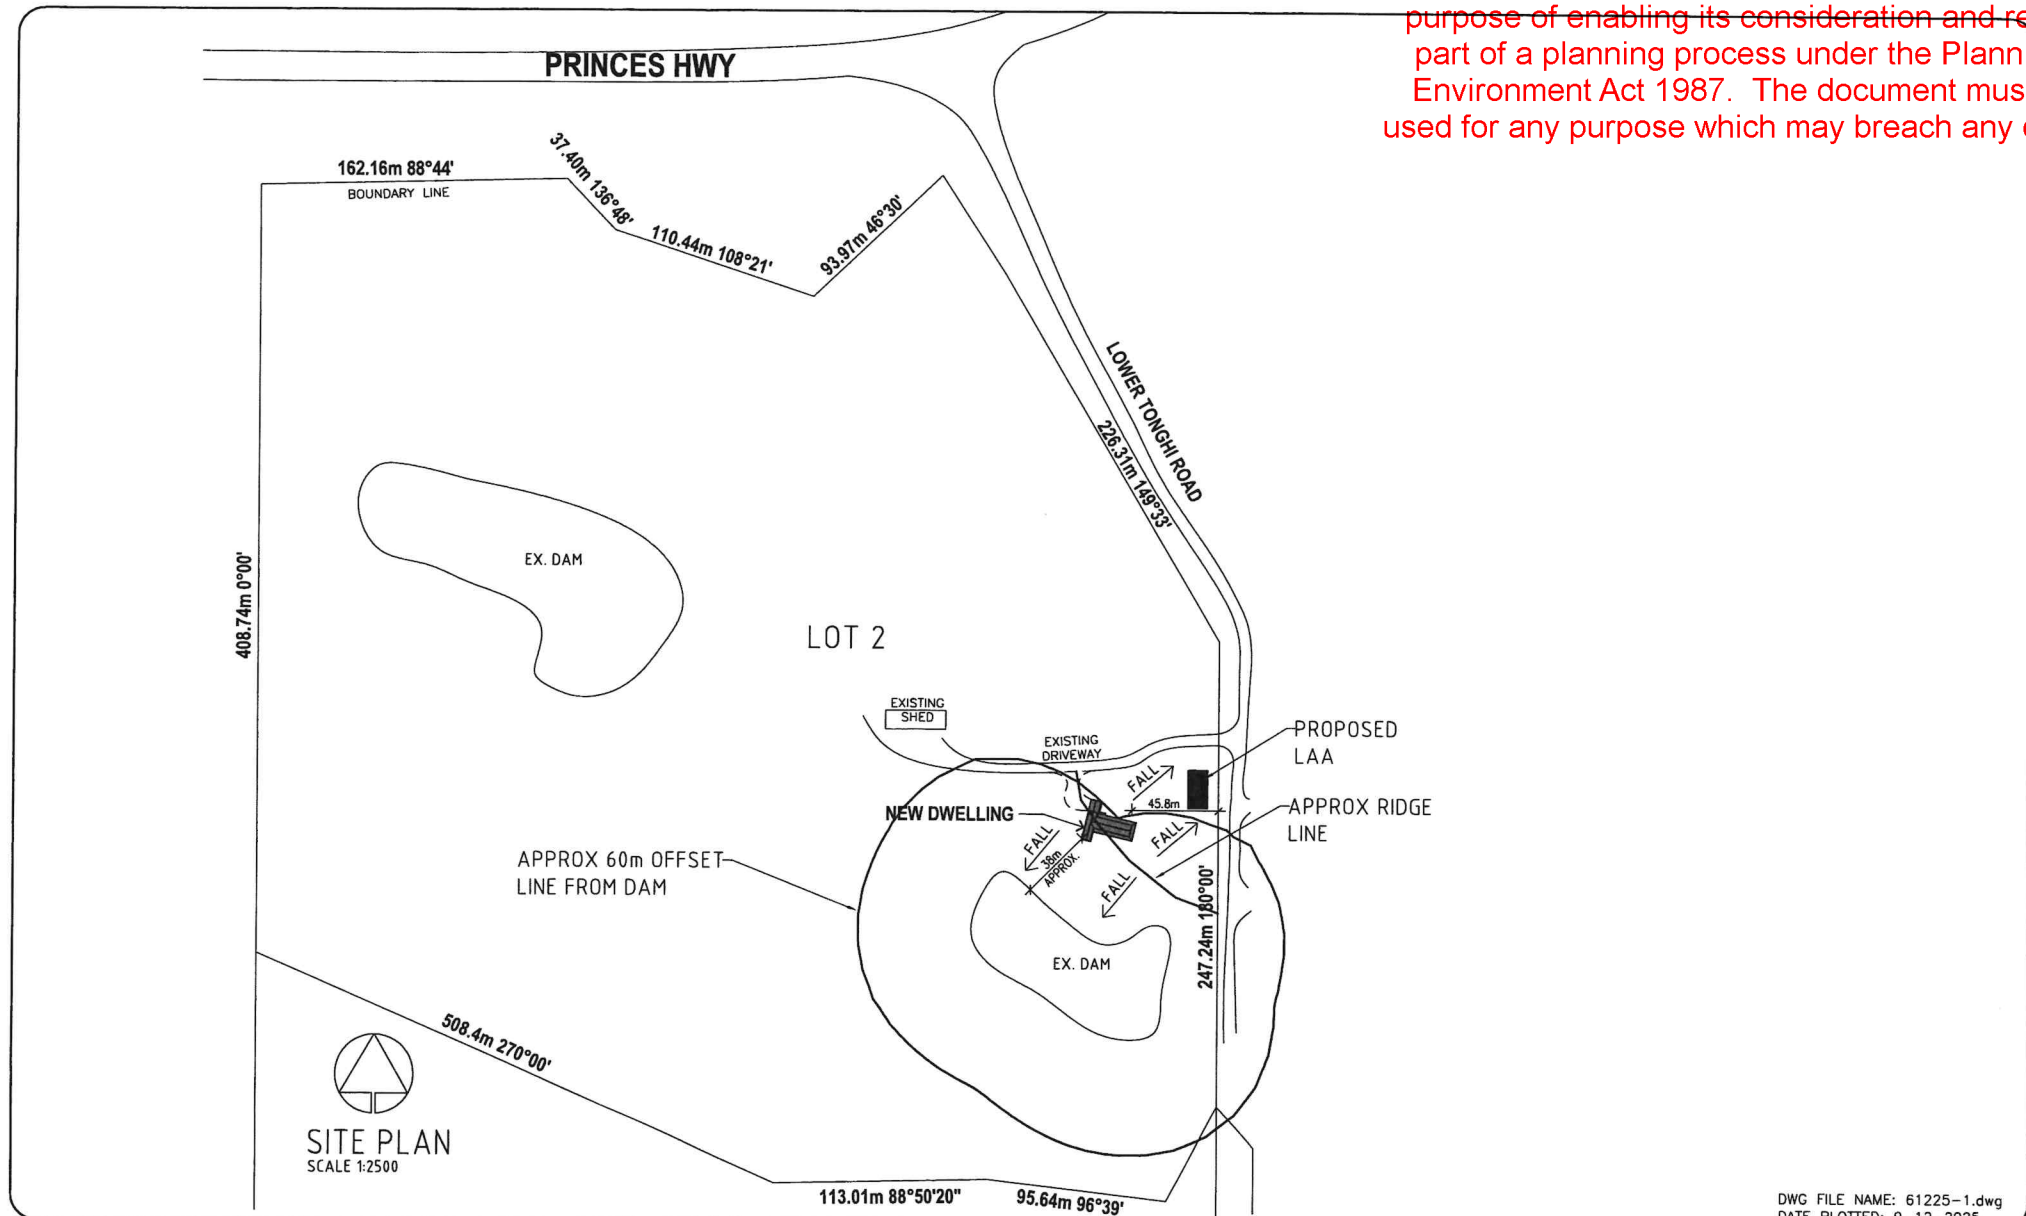 purpose of enabling its consideration and re
part of a planning process under the Plann
Environment Act 1987. The document mus
used for any purpose which may breach any
PRINCES HWY
162.16m 88°44'
BOUNDARY LINE
37.40m 136°48'
110.44m 108°21'
93.97m 46°30'
LOWER TONGHI ROAD
226.31m 149°33'
408.74m 0°00'
EX. DAM
LOT 2
EXISTING
SHED
EXISTING
DRIVEWAY
PROPOSED
LAA
FALL
45.8m
NEW DWELLING
APPROX RIDGE
LINE
FALL
FALL
38m
APPROX.
FALL
APPROX 60m OFFSET
LINE FROM DAM
247.24m 180°00'
EX. DAM
508.4m 270°00'
SITE PLAN
SCALE 1:2500
113.01m 88°50'20"
95.64m 96°39'
DWG FILE NAME: 61225-1.dwg
DATE PLOTTED: 9-12-2025